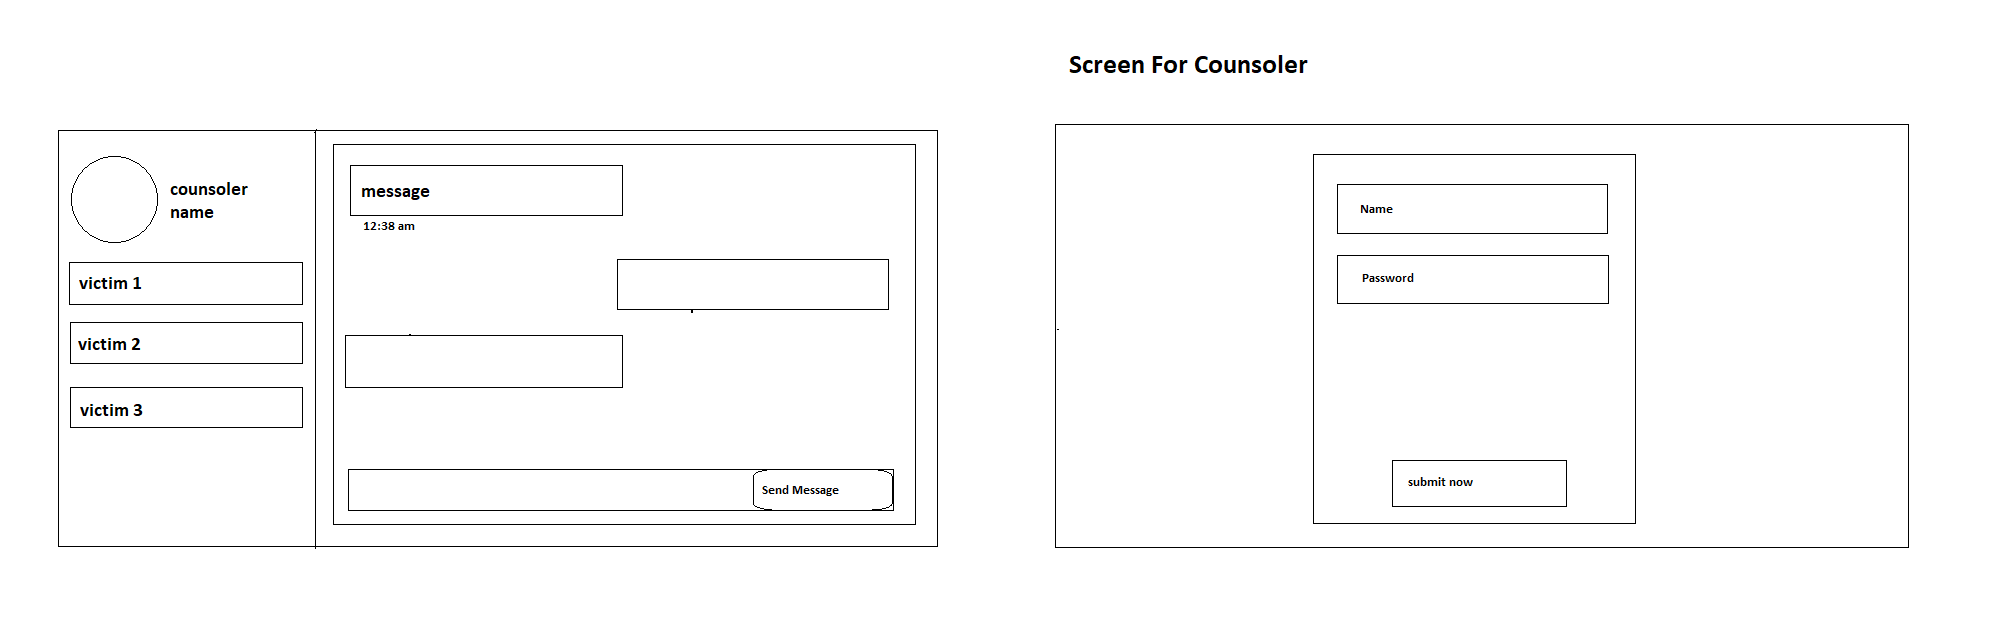 Screen For Counsoler
counsoler
name
victim 1
victim 2
victim 3
message
12:38 am
Send Message
Name
Password
submit now